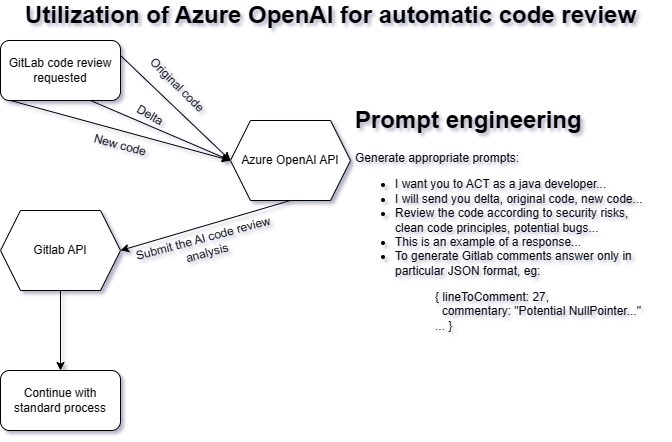 Utilization of Azure OpenAI for automatic code review
GitLab code review
requested
Original code
Delta
New code
Azure OpenAI API
Submit the AI code review
analysis
Gitlab API
Continue with
standard process
Prompt engineering
Generate appropriate prompts:
• I want you to ACT as a java developer...
• I will send you delta, original code, new code...
• Review the code according to security risks,
clean code principles, potential bugs...
• This is an example of a response...
• To generate Gitlab comments answer only in
particular JSON format, eg:
{ lineToComment: 27,
commentary: "Potential NullPointer..."
... }